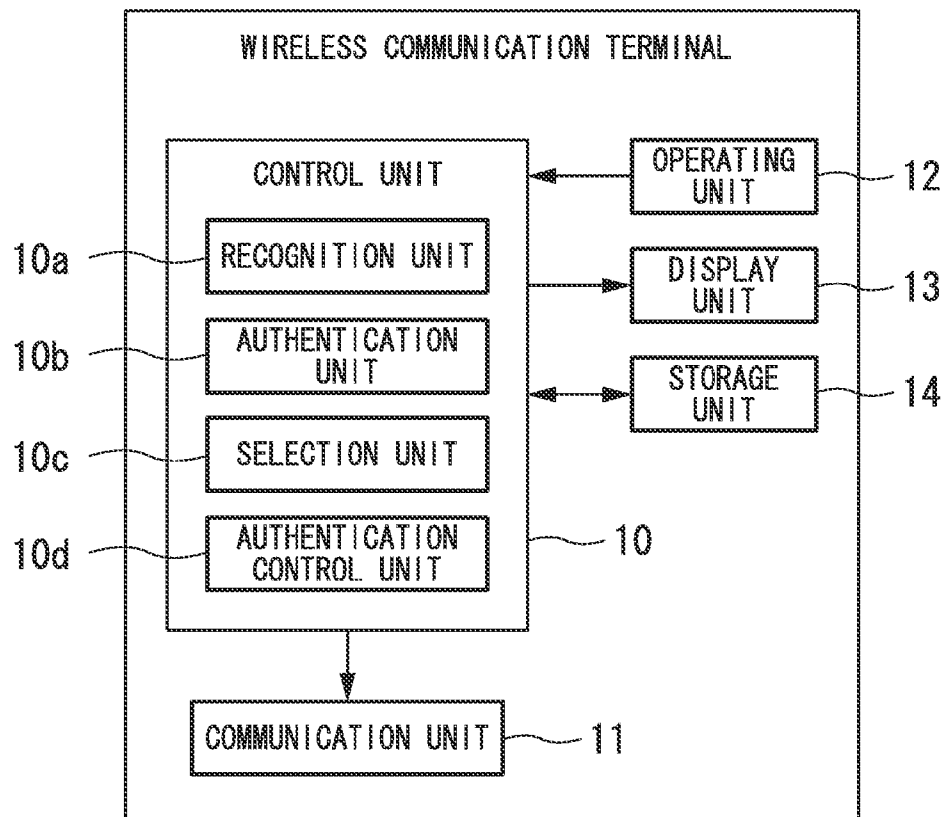 WIRELESS COMMUNICATION TERMINAL
CONTROL UNIT
OPERATING
UNIT
12
10a
RECOGNITION UNIT
DISPLAY
UNIT
13
10b
AUTHENTICATION
UNIT
STORAGE
UNIT
14
10c
SELECTION UNIT
10d
AUTHENTICATION
CONTROL UNIT
10
COMMUNICATION UNIT
11